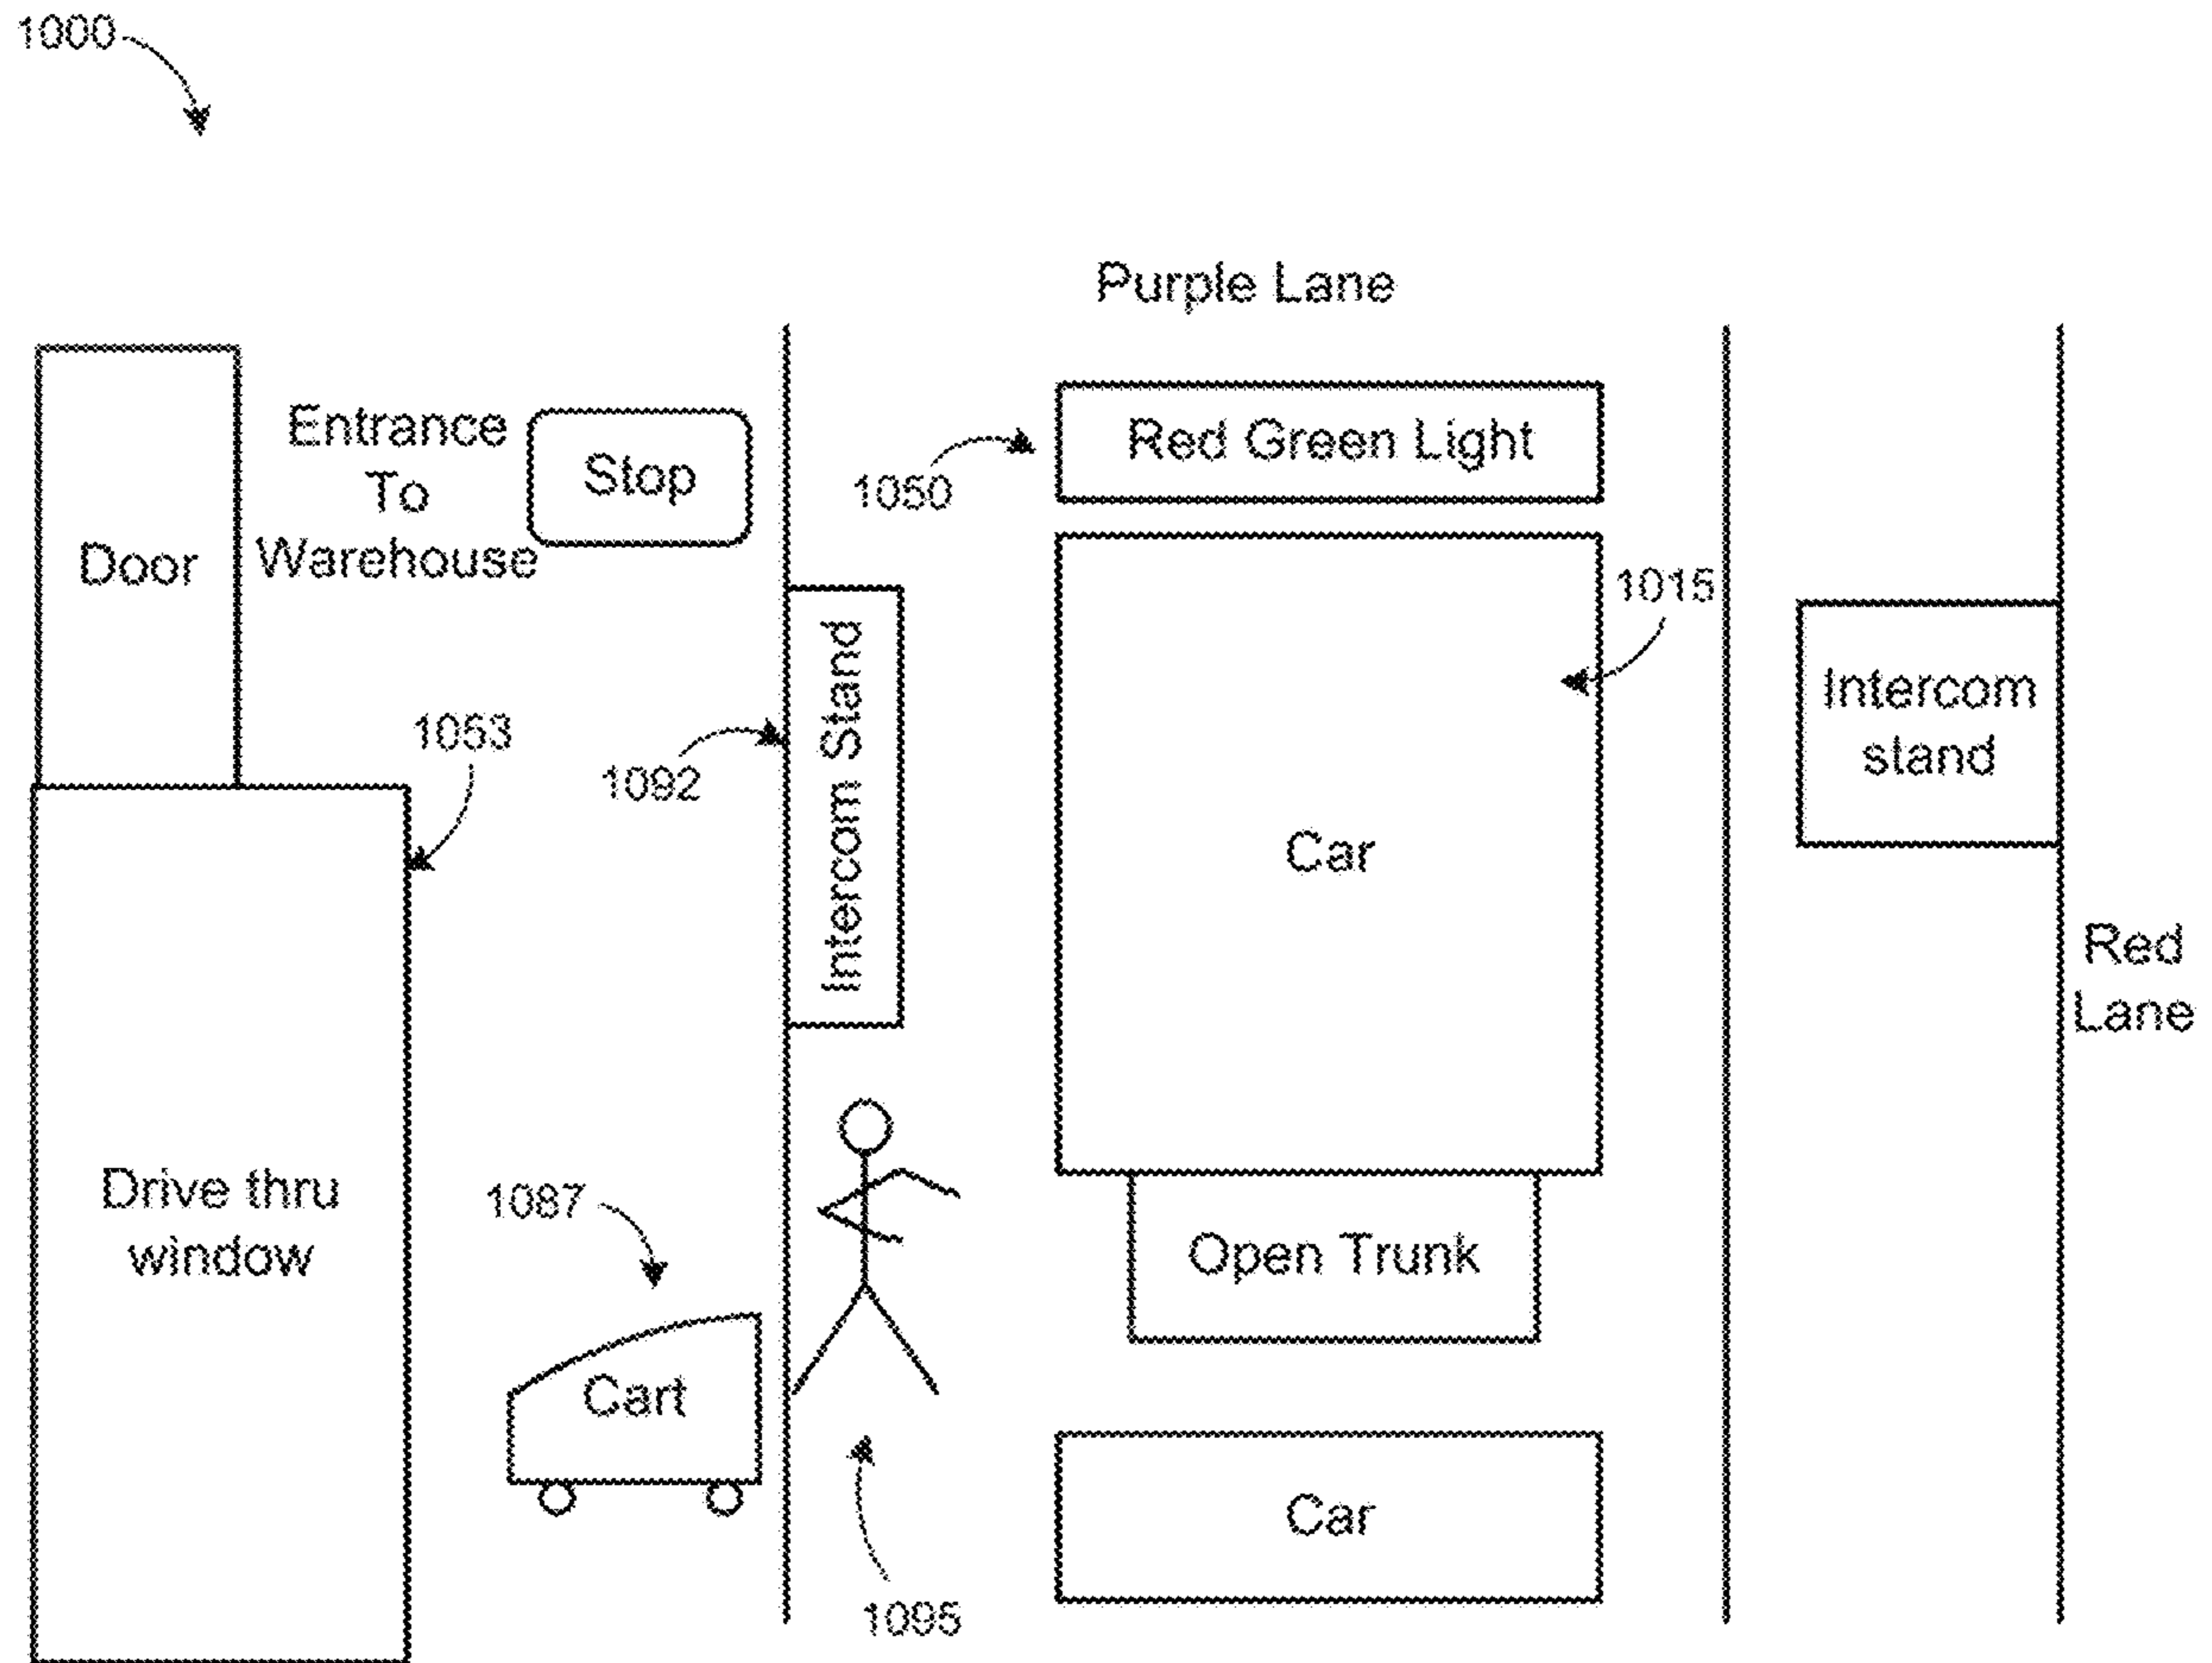 1000
Purple Lane
Entrance
To
Warehouse
Stop
Door
Red Green Light
1050
1015
1053
1092
Intercom Stand
Intercom
stand
Car
Red
Lane
Drive thru
window
1087
Open Trunk
Cart
Car
1095